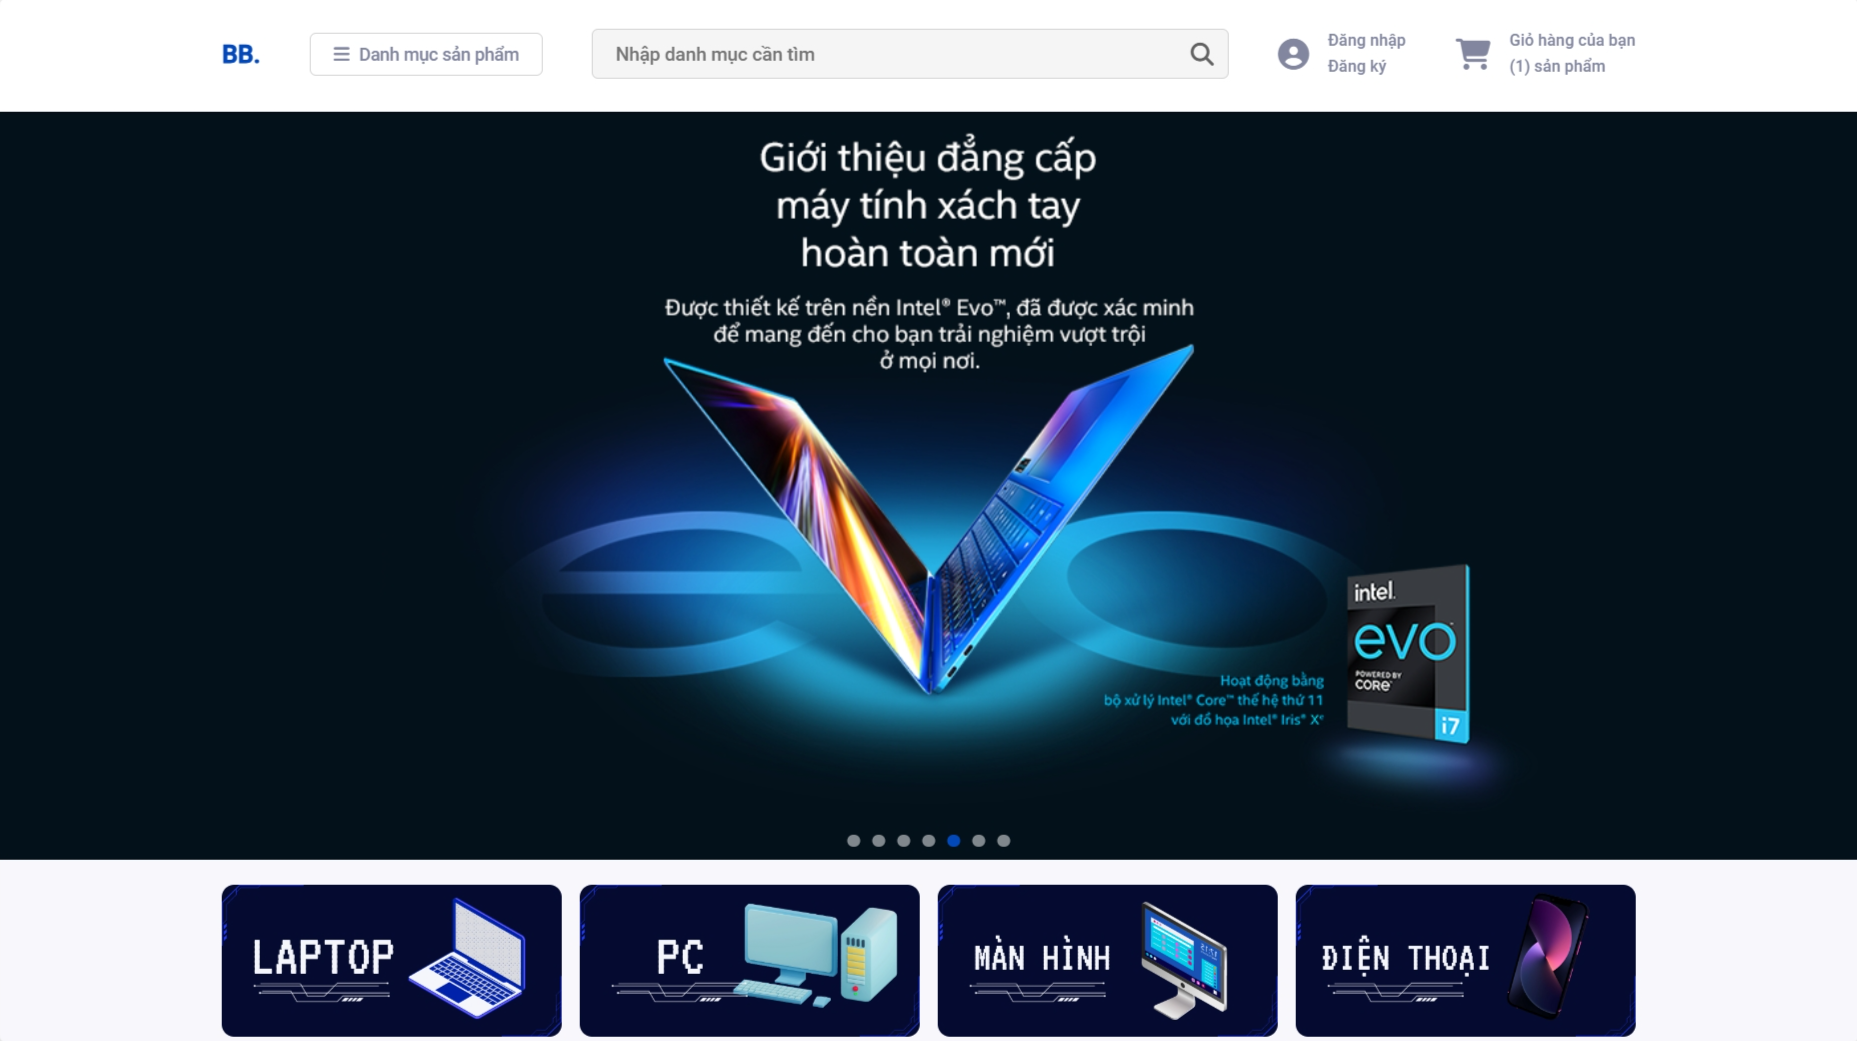 BB.
Danh mục sản phẩm
Nhập danh mục cần tìm
Đăng nhập
Đăng ký
Giỏ hàng của bạn
(1) sản phẩm
Giới thiệu đẳng cấp
máy tính xách tay
hoàn toàn mới
Được thiết kế trên nền Intel® Evo™, đã được xác minh
để mang đến cho bạn trải nghiệm vượt trội
ở mọi nơi.
Hoạt động bằng
bộ xử lý Intel® Core™ thế hệ thứ 11
với đồ họa Intel® Iris® Xᵉ
intel.
evo™
POWERED BY
CORE™
i7
LAPTOP
PC
MÀN HÌNH
ĐIỆN THOẠI